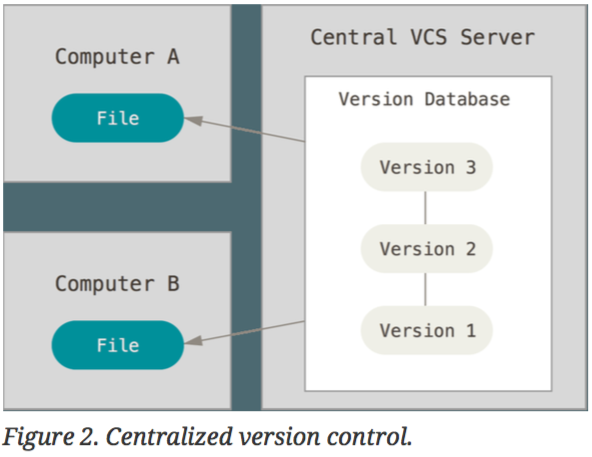 Computer A
File
Central VCS Server
Version Database
Version 3
Version 2
Version 1
Computer B
File
Figure 2. Centralized version control.